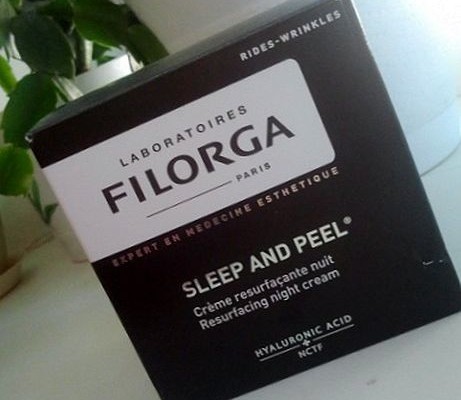 RIDES-WRINKLES
LABORATOIRES
FILORGA
PARIS
EXPERT EN MEDECINE ESTHETIQUE
SLEEP AND PEEL®
Crème resurfaçante nuit
Resurfacing night cream
HYALURONIC ACID
+
NCTF